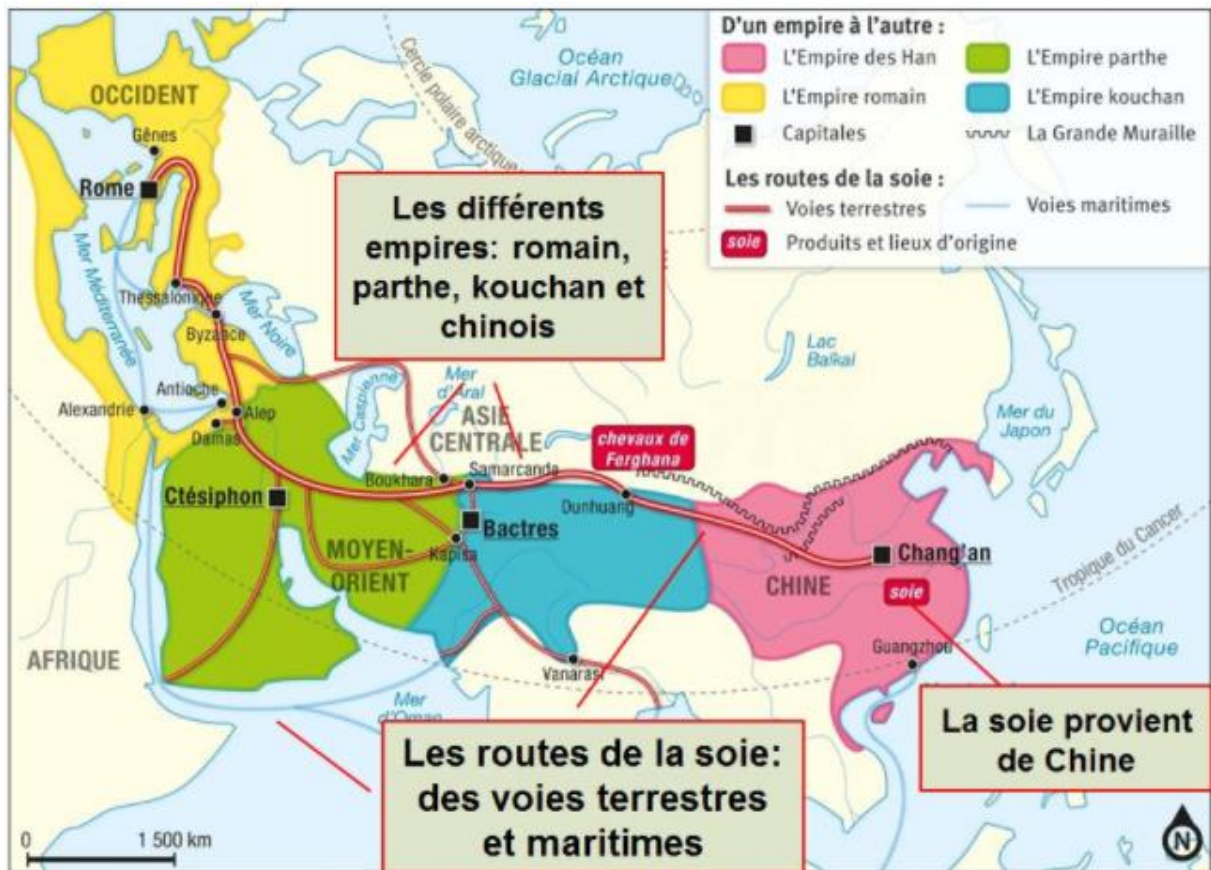 D'un empire à l'autre :
L'Empire des Han
L'Empire parthe
L'Empire romain
L'Empire kouchan
Capitales
La Grande Muraille
Les routes de la soie :
Voies terrestres
Voies maritimes
soie
Produits et lieux d'origine
Océan
Glacial Arctique
Cercle polaire arctique
OCCIDENT
Gênes
Rome
Les différents
empires: romain,
parthe, kouchan et
chinois
Mer Méditerranée
Thessalonique
Byzance
Mer Noire
Lac
Baïkal
Antioche
Alexandrie
Alep
Damas
Mer Caspienne
Mer
d'Aral
ASIE
CENTRALE
chevaux de
Ferghana
Mer du
Japon
Boukhara
Samarcande
Ctésiphon
Dunhuang
Bactres
Kapisa
MOYEN-
ORIENT
Chang'an
CHINE
soie
Tropique du Cancer
AFRIQUE
Guangzhou
Océan
Pacifique
Vanarasi
Mer
d'Oman
Les routes de la soie:
des voies terrestres
et maritimes
La soie provient
de Chine
0 1 500 km
N